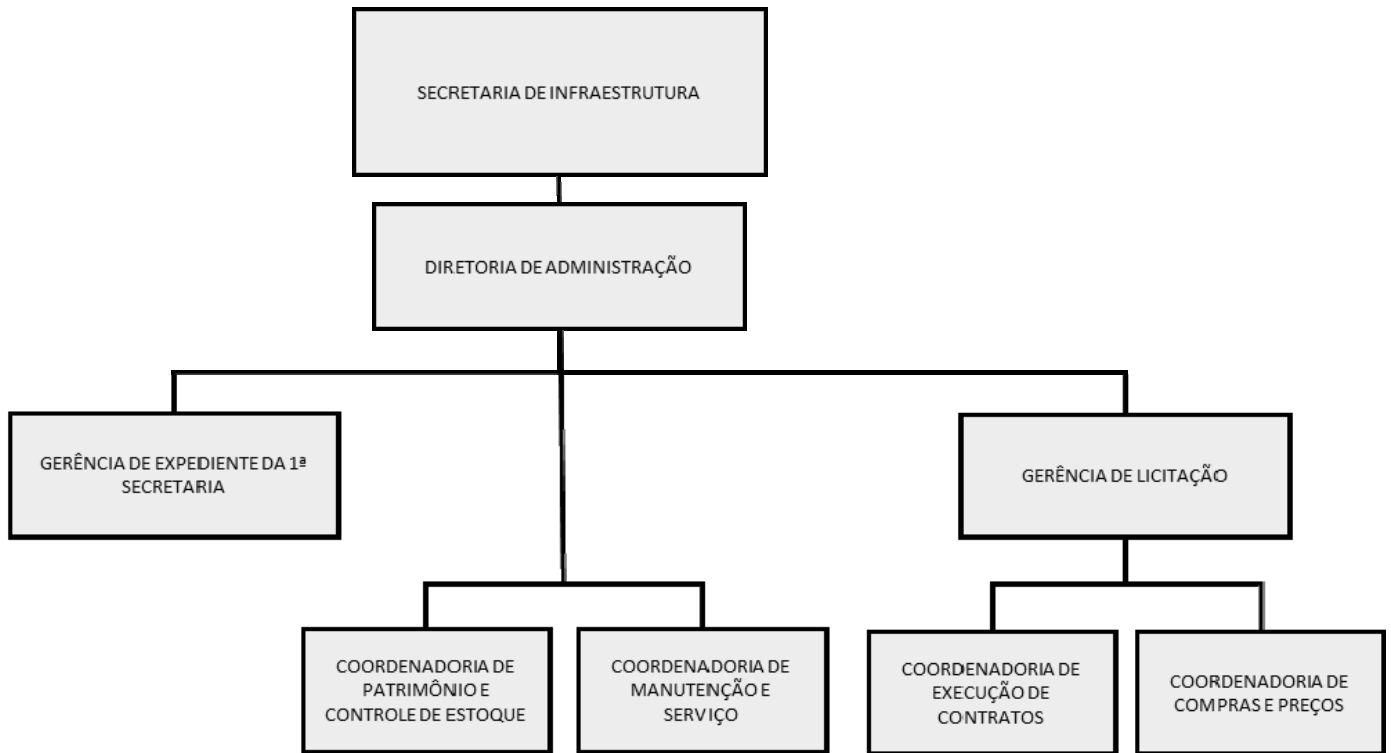 SECRETARIA DE INFRAESTRUTURA
DIRETORIA DE ADMINISTRAÇÃO
GERÊNCIA DE EXPEDIENTE DA 1ª
SECRETARIA
GERÊNCIA DE LICITAÇÃO
COORDENADORIA DE
PATRIMÔNIO E
CONTROLE DE ESTOQUE
COORDENADORIA DE
MANUTENÇÃO E
SERVIÇO
COORDENADORIA DE
EXECUÇÃO DE
CONTRATOS
COORDENADORIA DE
COMPRAS E PREÇOS